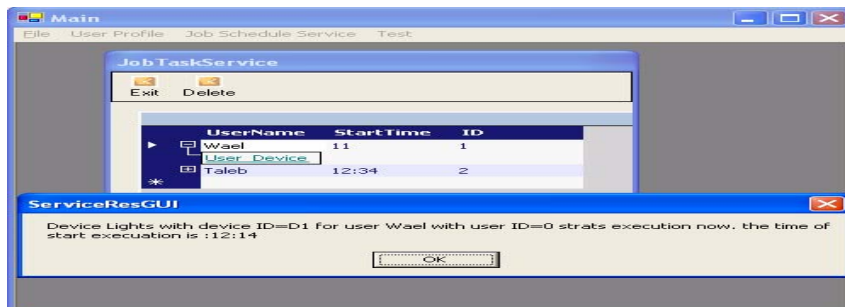 Main
File User Profile Job Schedule Service Test
JobTaskService
Exit Delete
UserName StartTime ID
Wael 11 1
User_Device
Taleb 12:34 2
ServiceResGUI
Device Lights with device ID=D1 for user Wael with user ID=0 strats execution now. the time of
start execuation is :12:14
OK